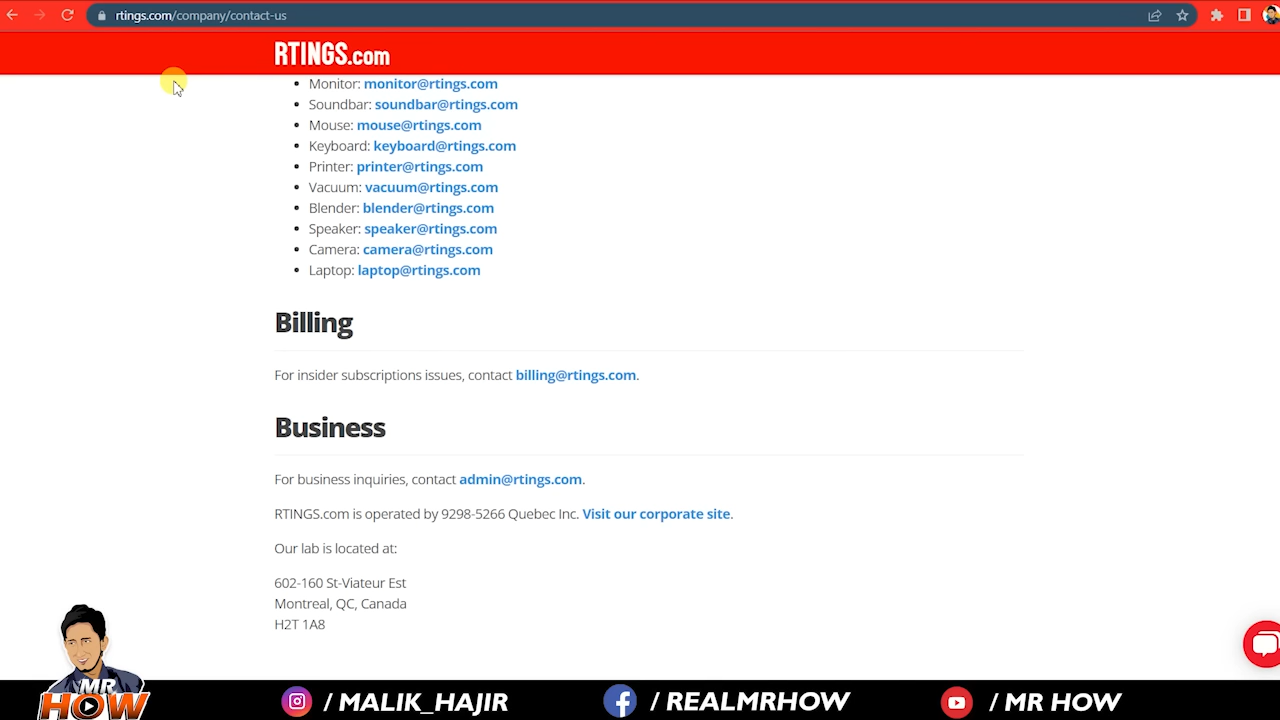 rtings.com/company/contact-us
RTINGS.com
Monitor: monitor@rtings.com
Soundbar: soundbar@rtings.com
Mouse: mouse@rtings.com
Keyboard: keyboard@rtings.com
Printer: printer@rtings.com
Vacuum: vacuum@rtings.com
Blender: blender@rtings.com
Speaker: speaker@rtings.com
Camera: camera@rtings.com
Laptop: laptop@rtings.com
Billing
For insider subscriptions issues, contact billing@rtings.com.
Business
For business inquiries, contact admin@rtings.com.
RTINGS.com is operated by 9298-5266 Quebec Inc. Visit our corporate site.
Our lab is located at:
602-160 St-Viateur Est
Montreal, QC, Canada
H2T 1A8
MR
HOW
/ MALIK_HAJIR
/ REALMRHOW
/ MR HOW